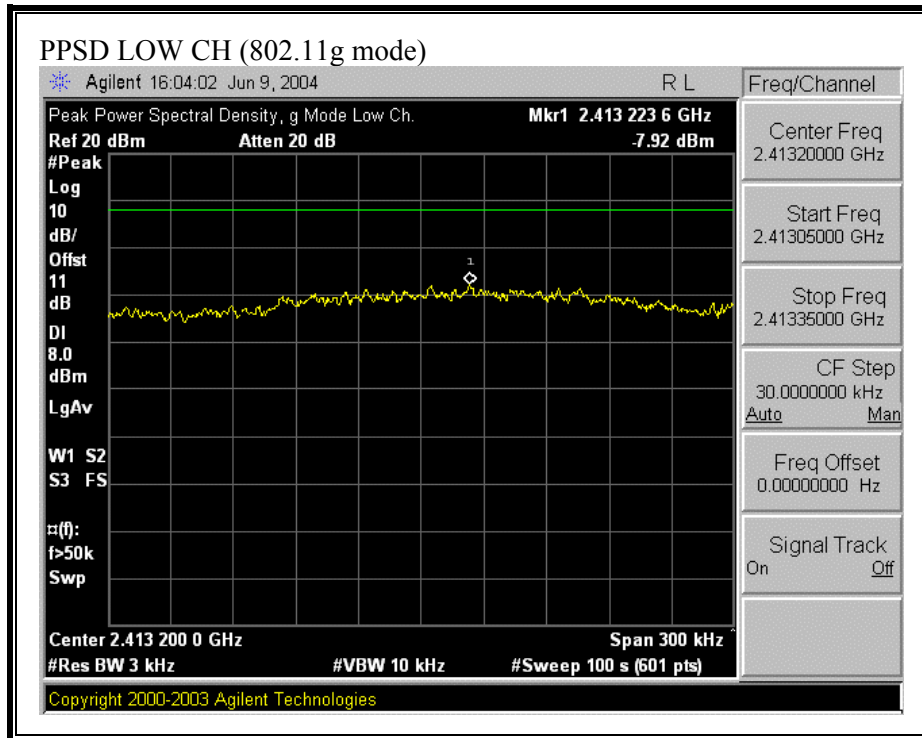 PPSD LOW CH (802.11g mode)
Agilent 16:04:02 Jun 9, 2004 R L
Peak Power Spectral Density, g Mode Low Ch. Mkr1 2.413 223 6 GHz
Ref 20 dBm Atten 20 dB -7.92 dBm
#Peak
Log
10
dB/
Offst
11
dB
DI
8.0
dBm
LgAv
W1 S2
S3 FS
¤(f):
f>50k
Swp
1
Center 2.413 200 0 GHz Span 300 kHz
#Res BW 3 kHz #VBW 10 kHz #Sweep 100 s (601 pts)
Copyright 2000-2003 Agilent Technologies
Freq/Channel
Center Freq
2.41320000 GHz
Start Freq
2.41305000 GHz
Stop Freq
2.41335000 GHz
CF Step
30.0000000 kHz
Auto Man
Freq Offset
0.00000000 Hz
Signal Track
On Off